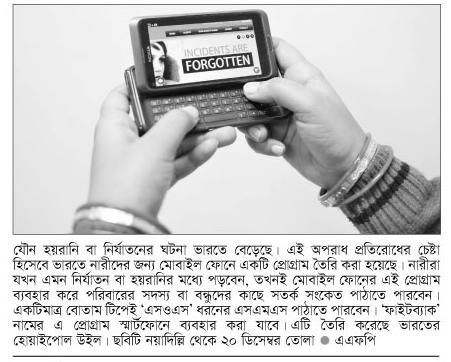 INCIDENTS ARE
FORGOTTEN
যৌন হয়রানি বা নির্যাতনের ঘটনা ভারতে বেড়েছে। এই অপরাধ প্রতিরোধের চেষ্টা
হিসেবে ভারতে নারীদের জন্য মোবাইল ফোনে একটি প্রোগ্রাম তৈরি করা হয়েছে। নারীরা
যখন এমন নির্যাতন বা হয়রানির মধ্যে পড়বেন, তখনই মোবাইল ফোনের এই প্রোগ্রাম
ব্যবহার করে পরিবারের সদস্য বা বন্ধুদের কাছে সতর্ক সংকেত পাঠাতে পারবেন।
একটিমাত্র বোতাম টিপেই ‘এসওএস’ ধরনের এসএমএস পাঠাতে পারবেন। ‘ফাইটব্যাক’
নামের এ প্রোগ্রাম স্মার্টফোনে ব্যবহার করা যাবে। এটি তৈরি করেছে ভারতের
হোয়াইপোল উইল। ছবিটি নয়াদিল্লি থেকে ২০ ডিসেম্বর তোলা ● এএফপি